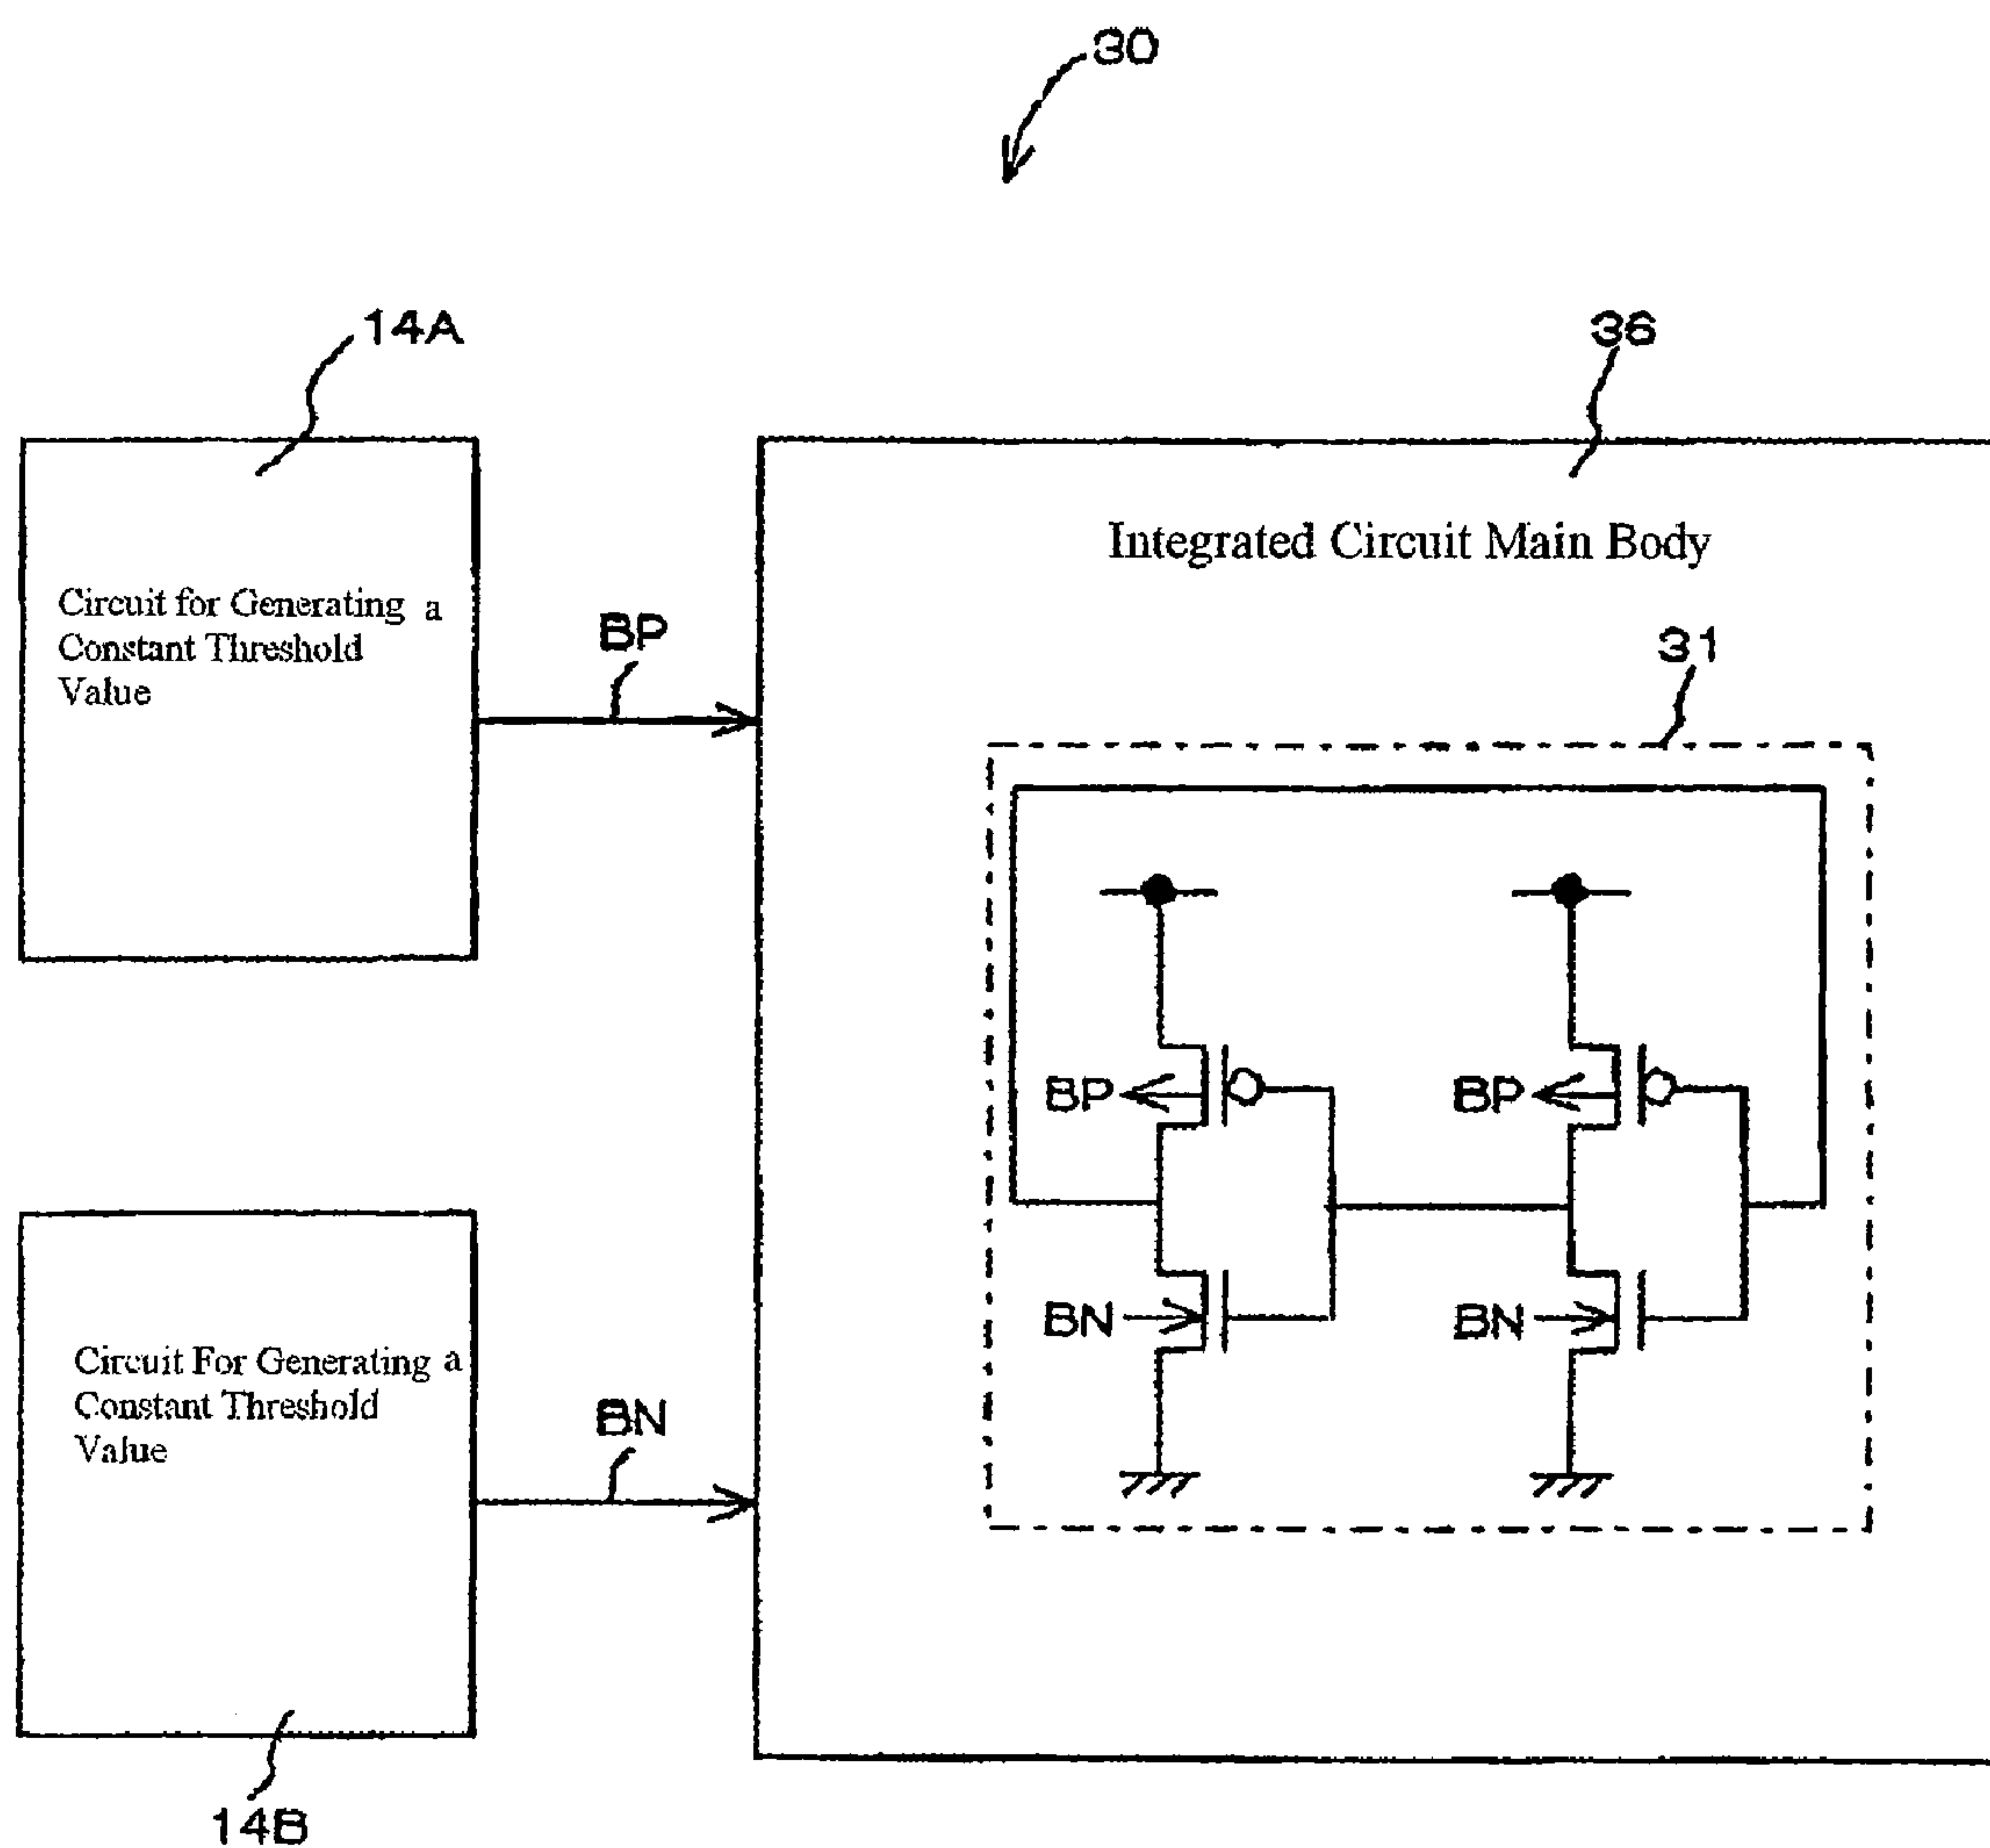 30
14A
36
Integrated Circuit Main Body
Circuit for Generating a
Constant Threshold
Value
BP
31
BP
BP
BN
BN
Circuit For Generating a
Constant Threshold
Value
BN
14B